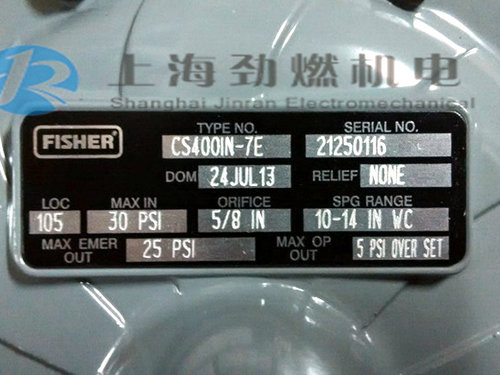 上海劲燃机电
Shanghai Jinran Electromechanical
FISHER®
TYPE NO. SERIAL NO.
CS400IN-7E 21250116
DOM 24JUL13 RELIEF NONE
LOC MAX IN ORIFICE SPG RANGE
105 30 PSI 5/8 IN 10-14 IN WC
MAX EMER OUT 25 PSI MAX OP OUT 5 PSI OVER SET